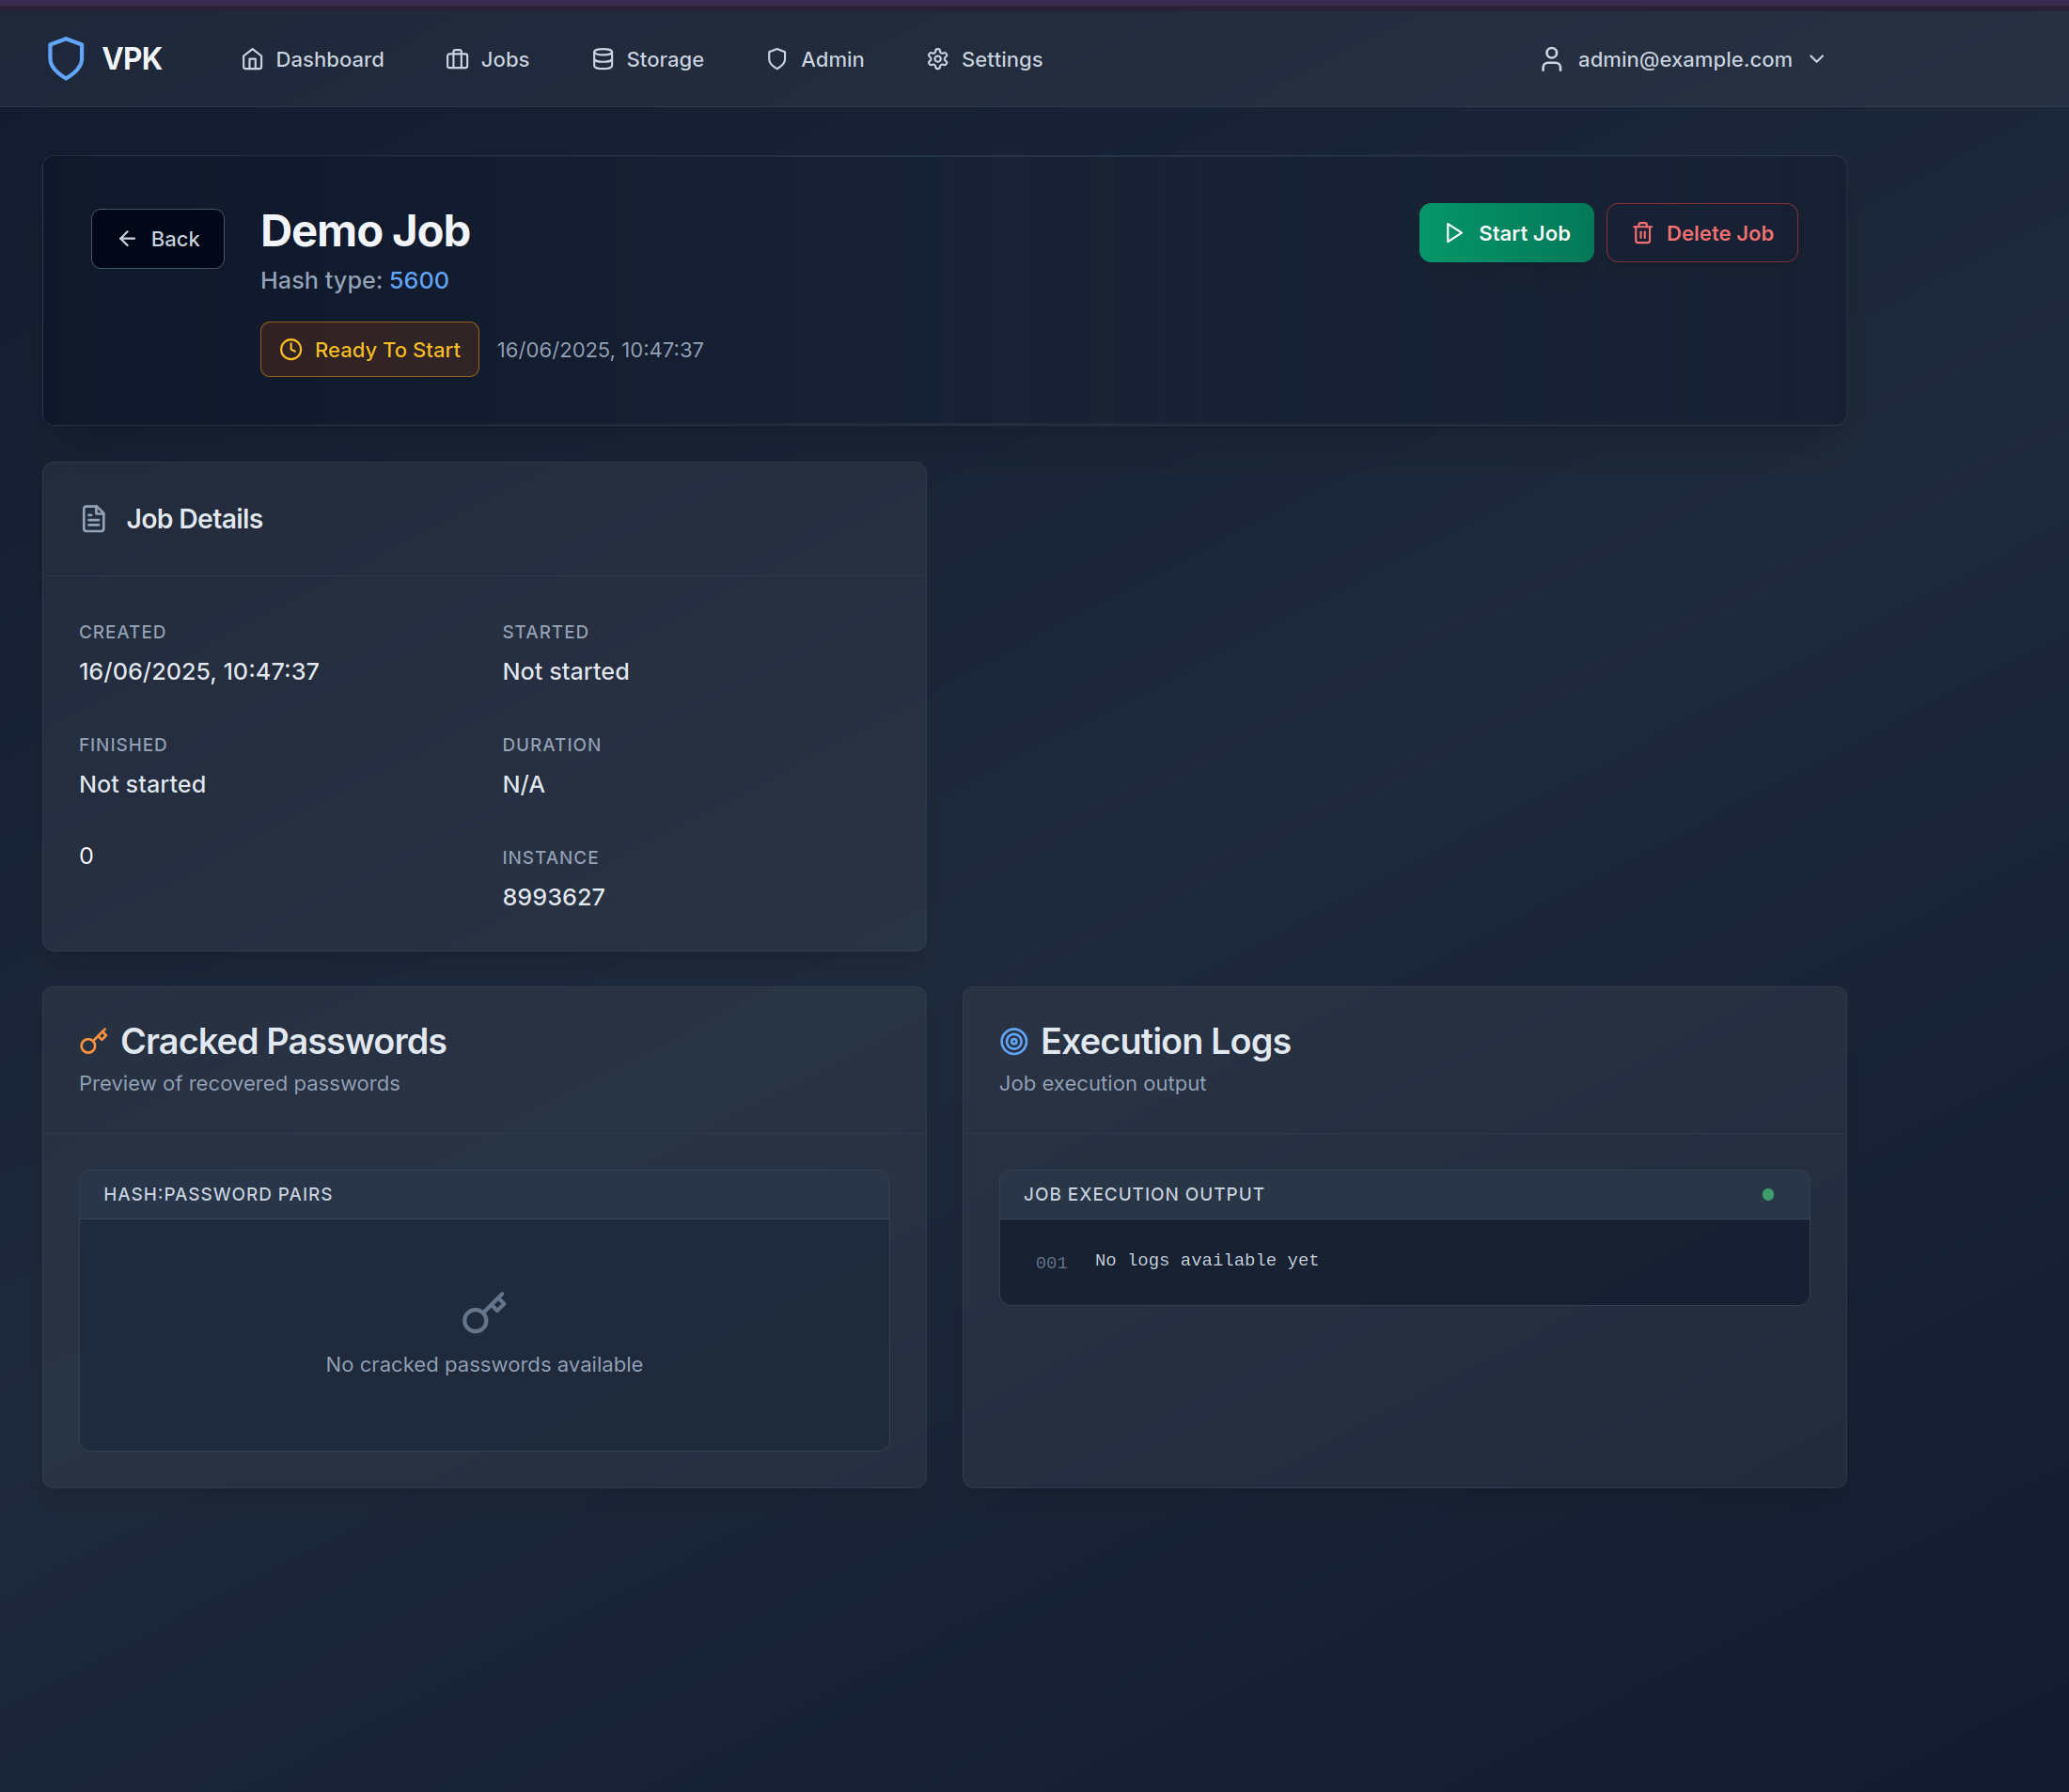 VPK
Dashboard
Jobs
Storage
Admin
Settings
admin@example.com
Back
Demo Job
Hash type: 5600
Ready To Start
16/06/2025, 10:47:37
Start Job
Delete Job
Job Details
CREATED
16/06/2025, 10:47:37
STARTED
Not started
FINISHED
Not started
DURATION
N/A
0
INSTANCE
8993627
Cracked Passwords
Preview of recovered passwords
HASH:PASSWORD PAIRS
No cracked passwords available
Execution Logs
Job execution output
JOB EXECUTION OUTPUT
001 No logs available yet